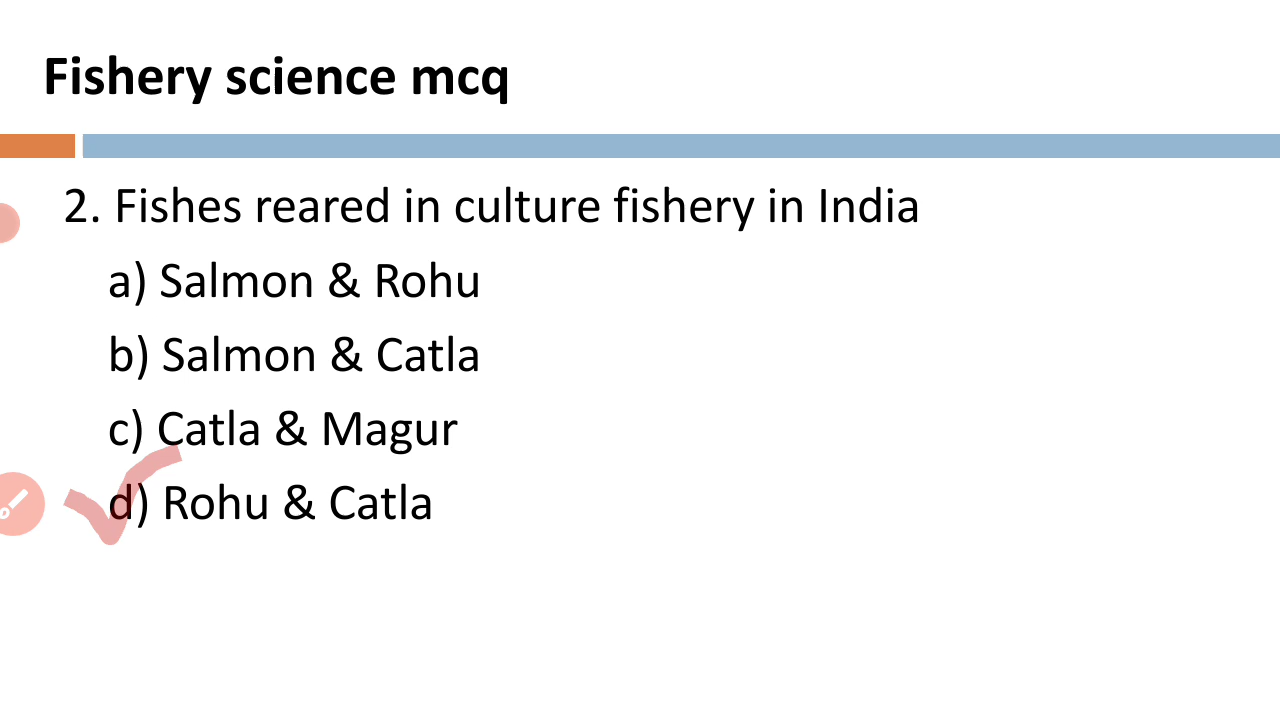 Fishery science mcq
2. Fishes reared in culture fishery in India
a) Salmon & Rohu
b) Salmon & Catla
c) Catla & Magur
d) Rohu & Catla